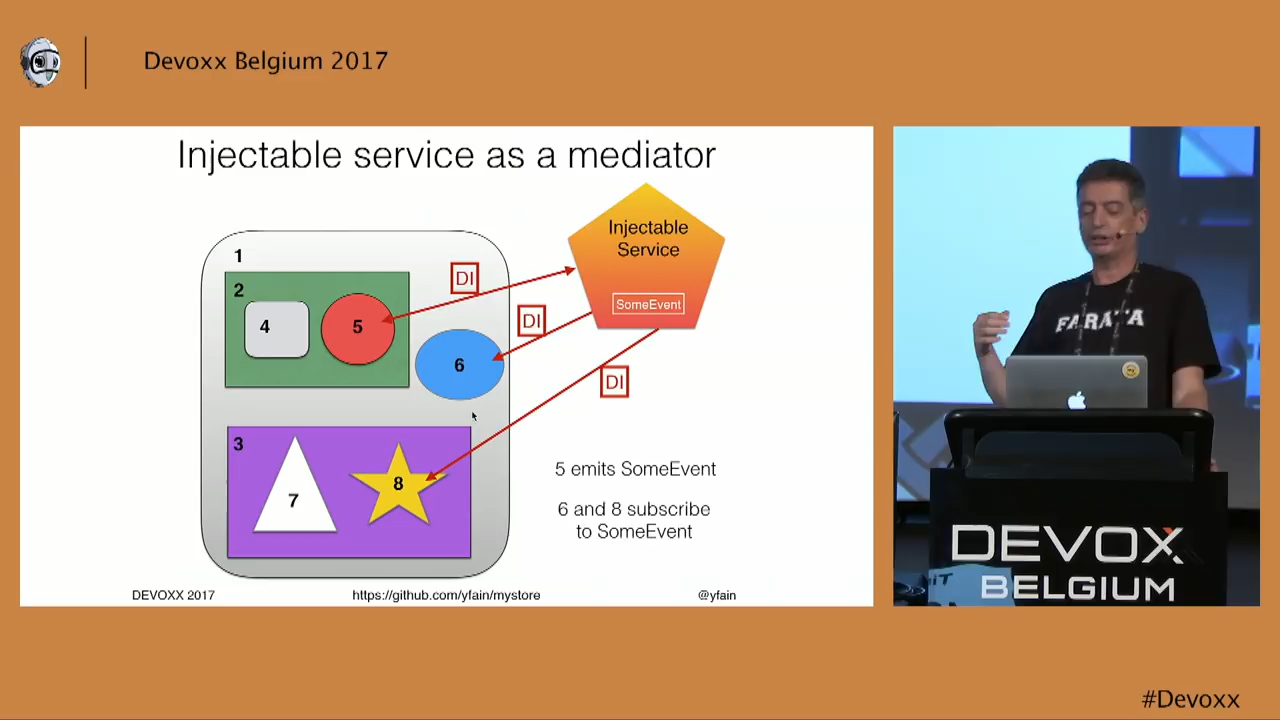 Devoxx Belgium 2017
Injectable service as a mediator
1
2
4
5
6
3
7
8
DI
DI
DI
Injectable
Service
SomeEvent
5 emits SomeEvent
6 and 8 subscribe
to SomeEvent
DEVOXX 2017
https://github.com/yfain/mystore
@yfain
FARATA
DEVOXX
BELGIUM
#Devoxx